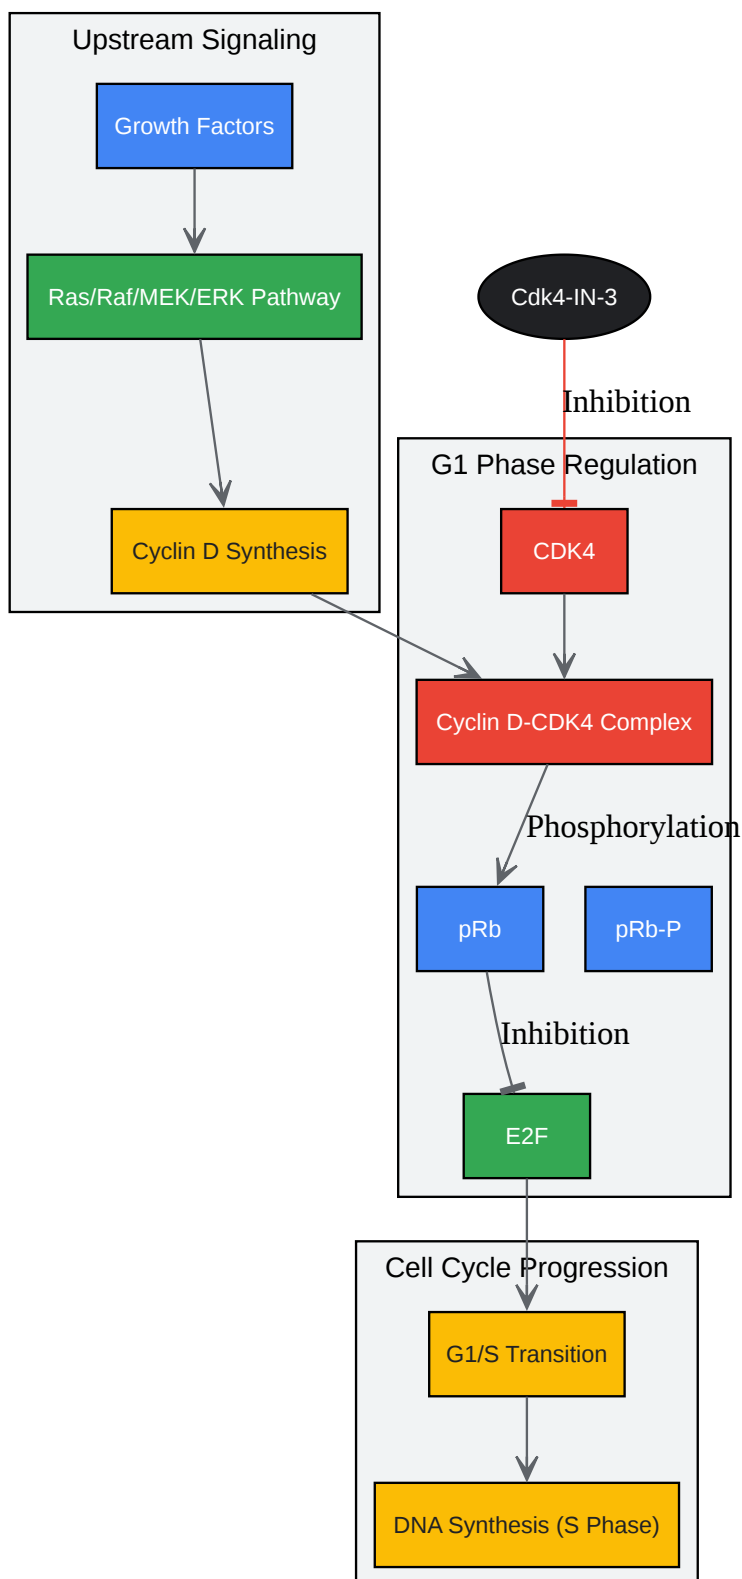 Upstream Signaling
Growth Factors
Ras/Raf/MEK/ERK Pathway
Cdk4-IN-3
Inhibition
G1 Phase Regulation
Cyclin D Synthesis
CDK4
Cyclin D-CDK4 Complex
Phosphorylation
pRb
pRb-P
Inhibition
E2F
Cell Cycle Progression
G1/S Transition
DNA Synthesis (S Phase)